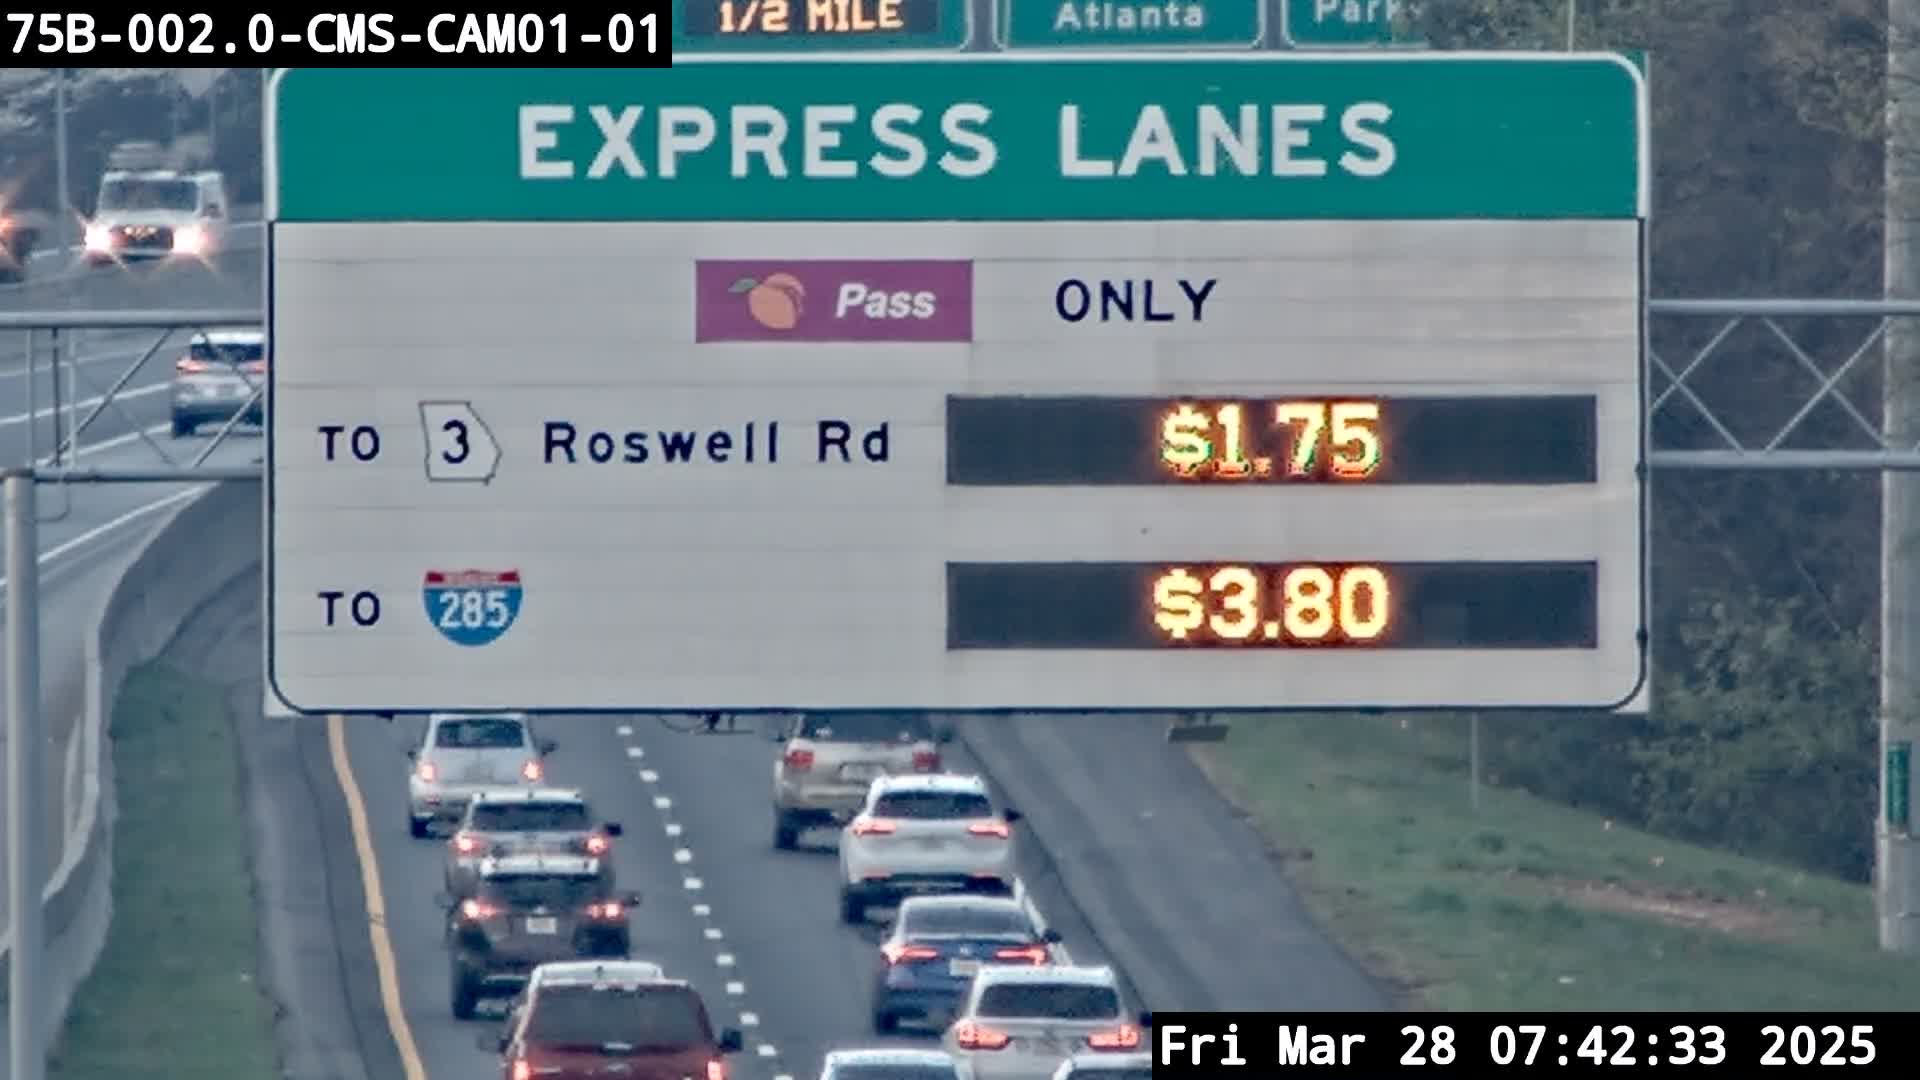 75B-002.0-CMS-CAM01-01
1/2 MILE
Atlanta
EXPRESS LANES
Pass ONLY
TO 3 Roswell Rd $1.75
TO 285 $3.80
Fri Mar 28 07:42:33 2025